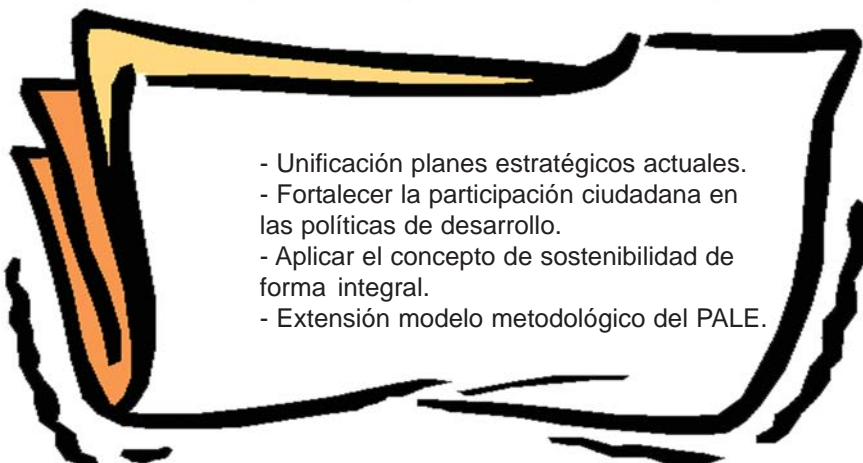 - Unificación planes estratégicos actuales.
- Fortalecer la participación ciudadana en
las políticas de desarrollo.
- Aplicar el concepto de sostenibilidad de
forma integral.
- Extensión modelo metodológico del PALE.